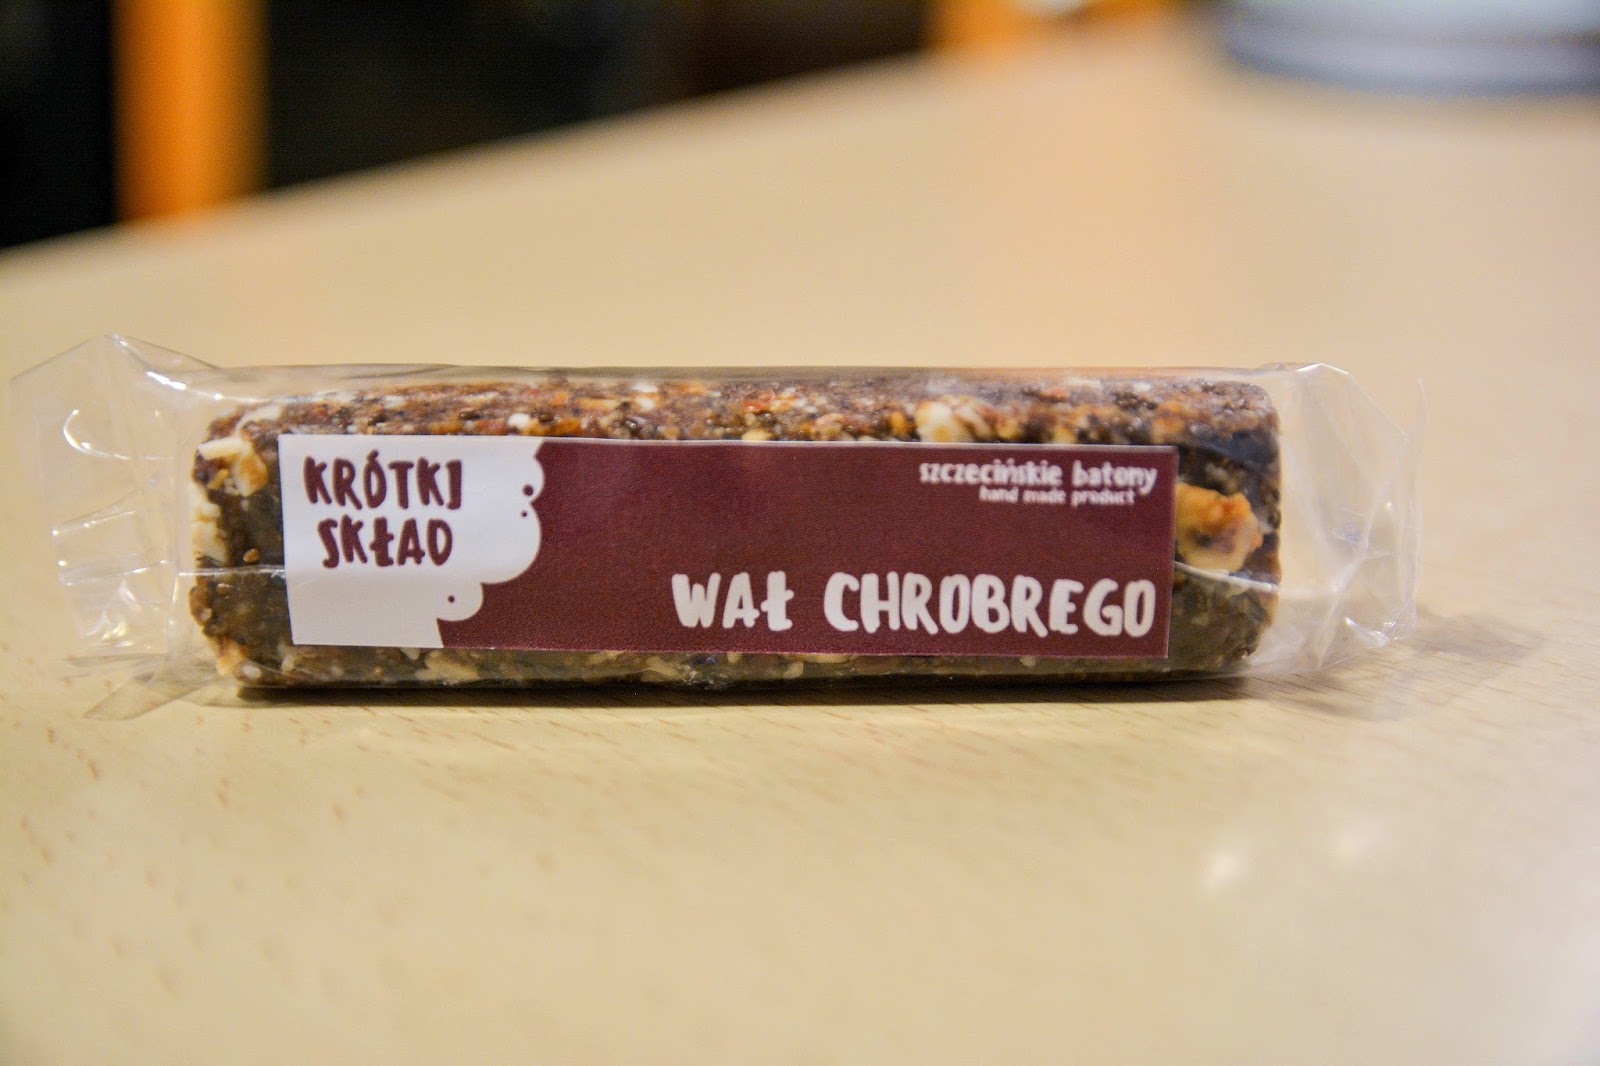 KRÓTKI
SKŁAD
szczecińskie batony
hand made product
WAŁ CHROBREGO